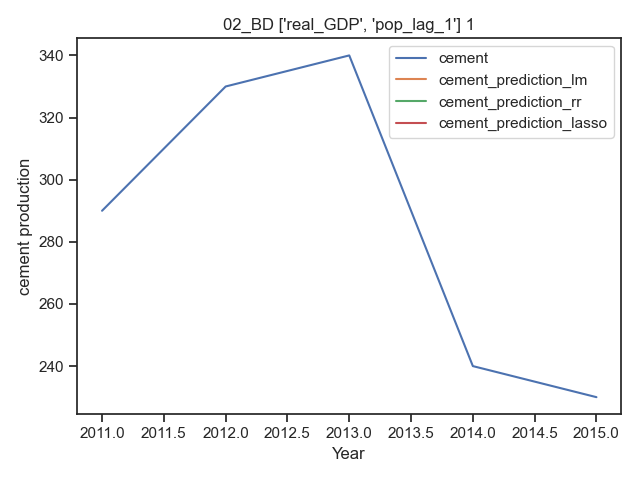 02_BD ['real_GDP', 'pop_lag_1'] 1
cement
cement_prediction_lm
cement_prediction_rr
cement_prediction_lasso
cement production
340
320
300
280
260
240
2011.0 2011.5 2012.0 2012.5 2013.0 2013.5 2014.0 2014.5 2015.0
Year